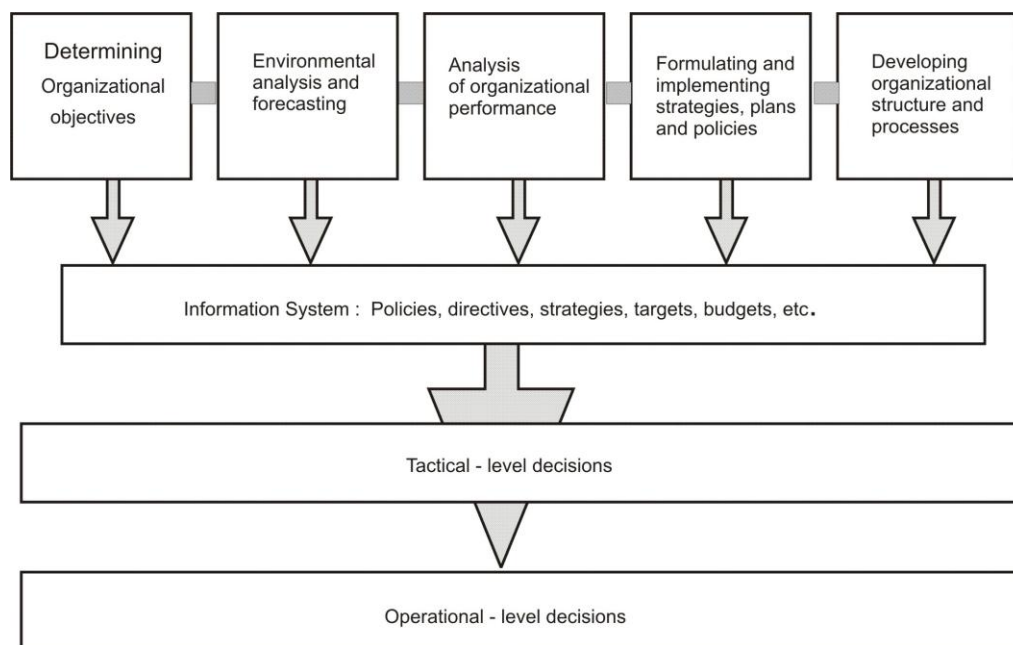 Determining
Organizational
objectives
Environmental
analysis and
forecasting
Analysis
of organizational
performance
Formulating and
implementing
strategies, plans
and policies
Developing
organizational
structure and
processes
Information System :  Policies, directives, strategies, targets, budgets, etc.
Tactical - level decisions
Operational - level decisions